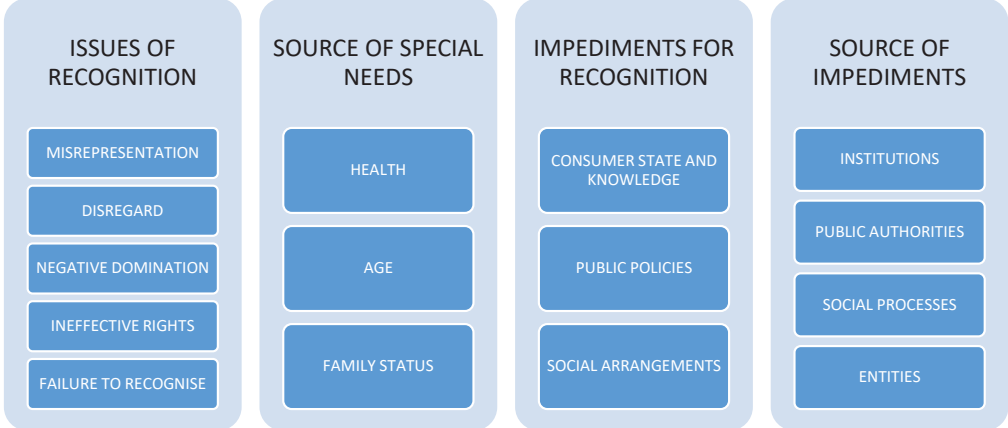 ISSUES OF
RECOGNITION
MISREPRESENTATION
DISREGARD
NEGATIVE DOMINATION
INEFFECTIVE RIGHTS
FAILURE TO RECOGNISE
SOURCE OF SPECIAL
NEEDS
HEALTH
AGE
FAMILY STATUS
IMPEDIMENTS FOR
RECOGNITION
CONSUMER STATE AND
KNOWLEDGE
PUBLIC POLICIES
SOCIAL ARRANGEMENTS
SOURCE OF
IMPEDIMENTS
INSTITUTIONS
PUBLIC AUTHORITIES
SOCIAL PROCESSES
ENTITIES